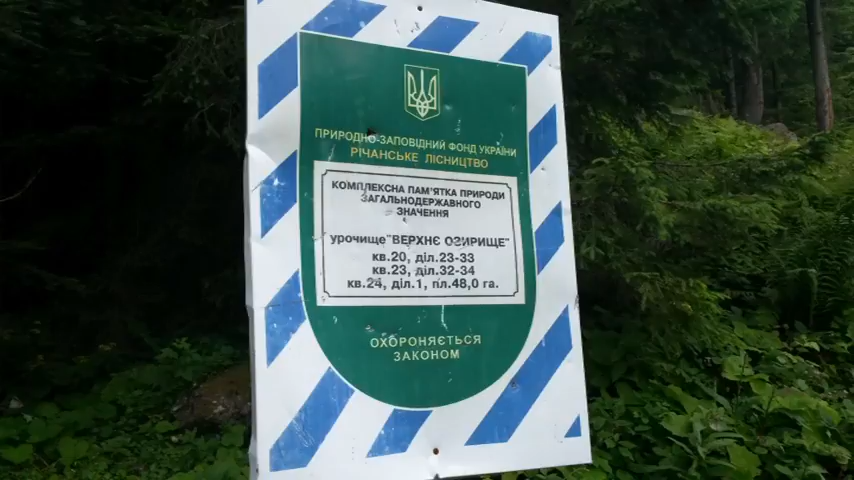 ПРИРОДНО-ЗАПОВІДНИЙ ФОНД УКРАЇНИ
РІЧАНСЬКЕ ЛІСНИЦТВО
КОМПЛЕКСНА ПАМ'ЯТКА ПРИРОДИ
ЗАГАЛЬНОДЕРЖАВНОГО
ЗНАЧЕННЯ
урочище "ВЕРХНЄ ОЗИРИЩЕ"
кв.20, діл.23-33
кв.23, діл.32-34
кв.24, діл.1, пл.48,0 га.
ОХОРОНЯЄТЬСЯ
ЗАКОНОМ